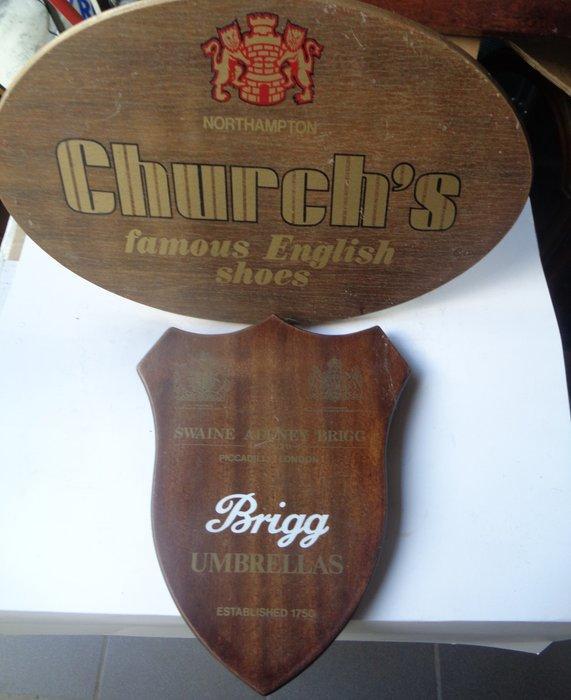 NORTHAMPTON
Church's
famous English
shoes
SWAINE ADENEY BRIGG
PICCADILLY LONDON
Brigg
UMBRELLAS
ESTABLISHED 1750